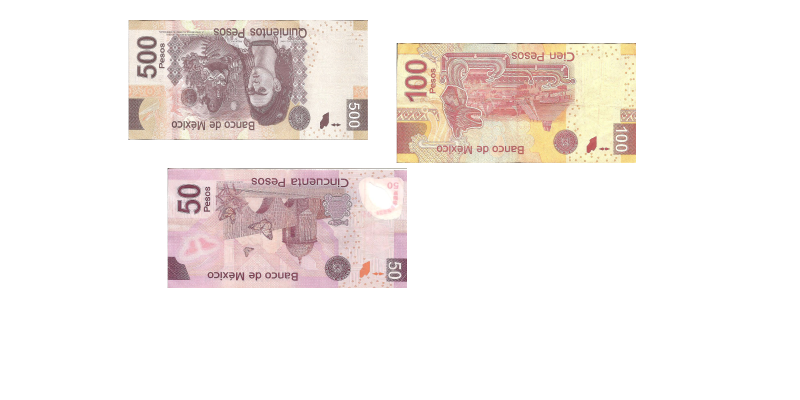 500
Pesos
Quinientos Pesos
Banco de México
500
100
Pesos
Cien Pesos
Banco de México
100
50
Pesos
Cincuenta Pesos
Banco de México
50